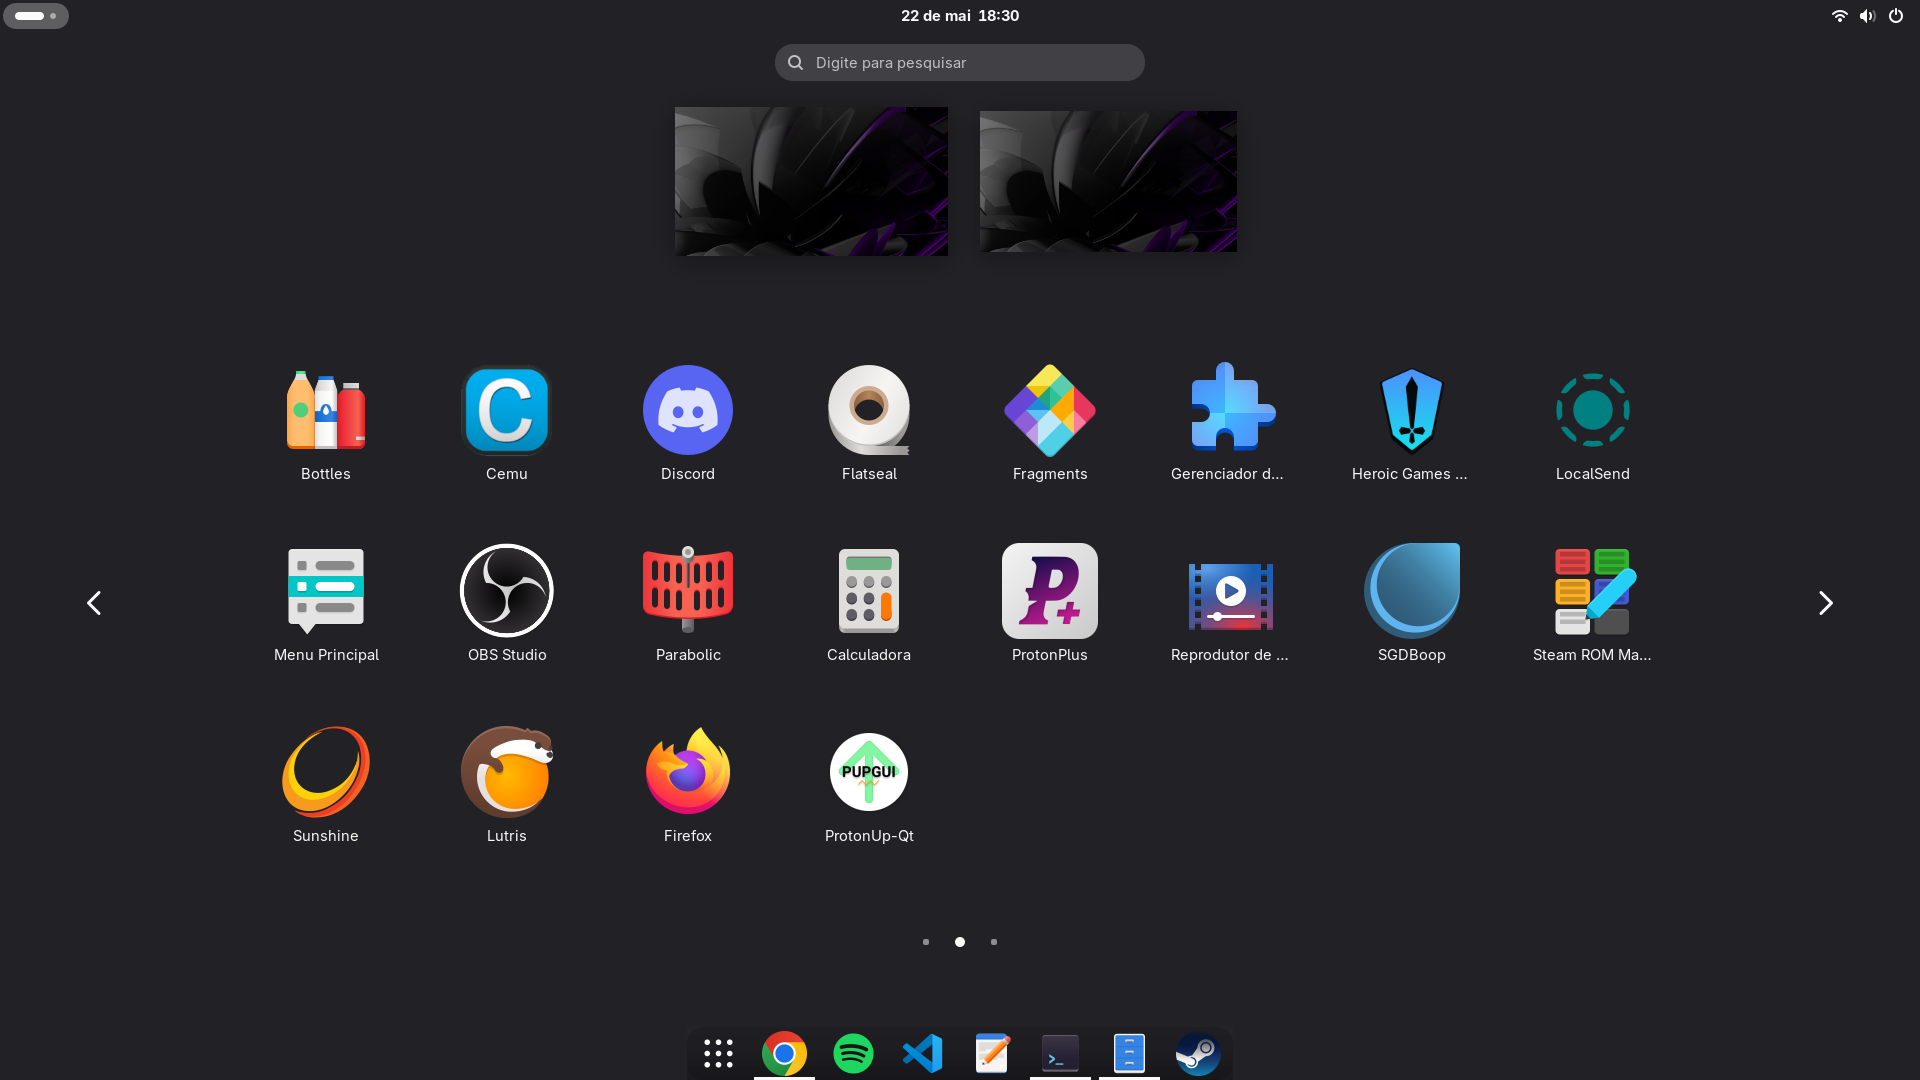 22 de mai 18:30
Digite para pesquisar
Bottles
Cemu
Discord
Flatseal
Fragments
Gerenciador d...
Heroic Games ...
LocalSend
Menu Principal
OBS Studio
Parabolic
Calculadora
ProtonPlus
Reprodutor de ...
SGDBoop
Steam ROM Ma...
PUPGUI
Sunshine
Lutris
Firefox
ProtonUp-Qt